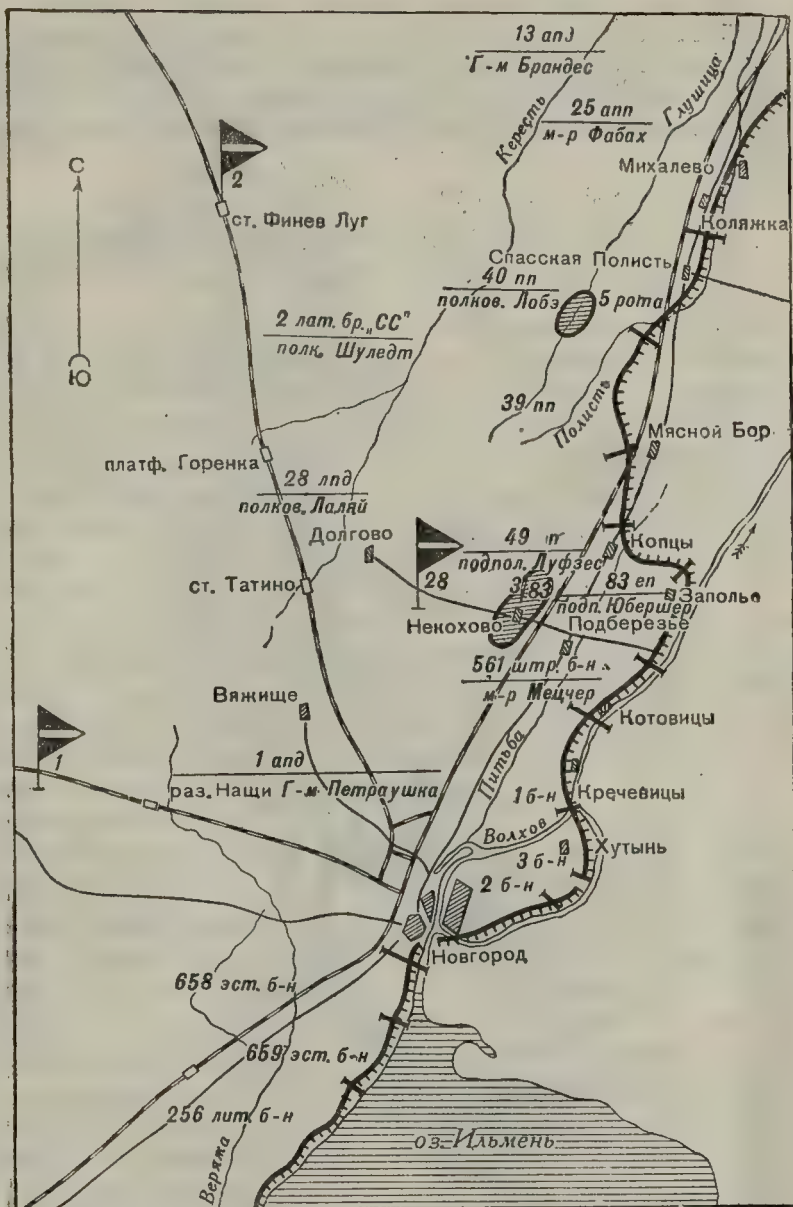 13 апд
Г-м Брандес
Кересть
25 апп
м-р Фабах
Глушица
Михалево
С
2
ст. Финев Луг
Коляжка
Спасская Полисть
40 пп
полков. Лобэ
5 рота
2 лат. бр. „СС"
полк. Шуледт
Ю
39 пп
Полисть
Мясной Бор
платф. Горенка
28 лпд
полков. Лаляй
Долгово
49 п
подпол. Луфзес
Копцы
28
83
83 еп
подп. Юбершер
Заполье
ст. Татино
Некохово
Подберезье
561 штр. б-н
м-р Мецчер
Вяжище
Котовицы
1
1 апд
раз. Нащи Г-м Петраушка
Питьба
1 б-н
Кречевицы
Волхов
Хутынь
3 б-н
2 б-н
Новгород
658 эст. б-н
659 эст. б-н
256 лит. б-н
Веряжа
оз. Ильмень